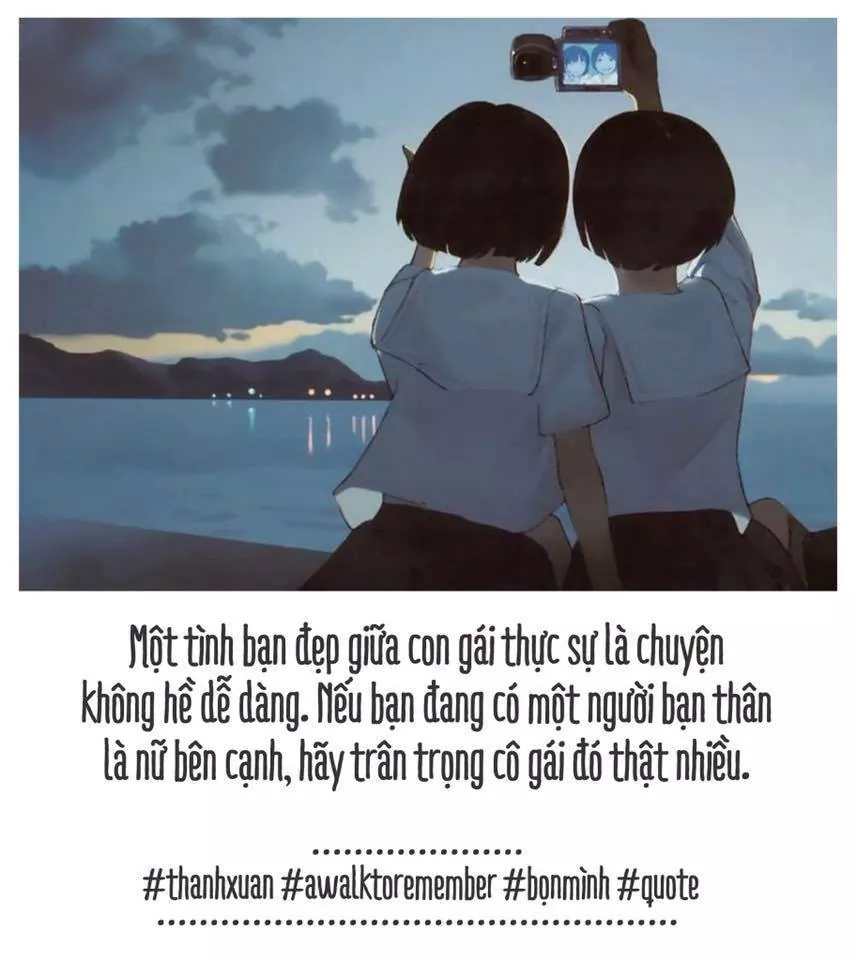 Một tình bạn đẹp giữa con gái thực sự là chuyện
không hề dễ dàng. Nếu bạn đang có một người bạn thân
là nữ bên cạnh, hãy trân trọng cô gái đó thật nhiều.
....................
#thanhxuan #awalktoremember #bọnmình #quote
..................................................